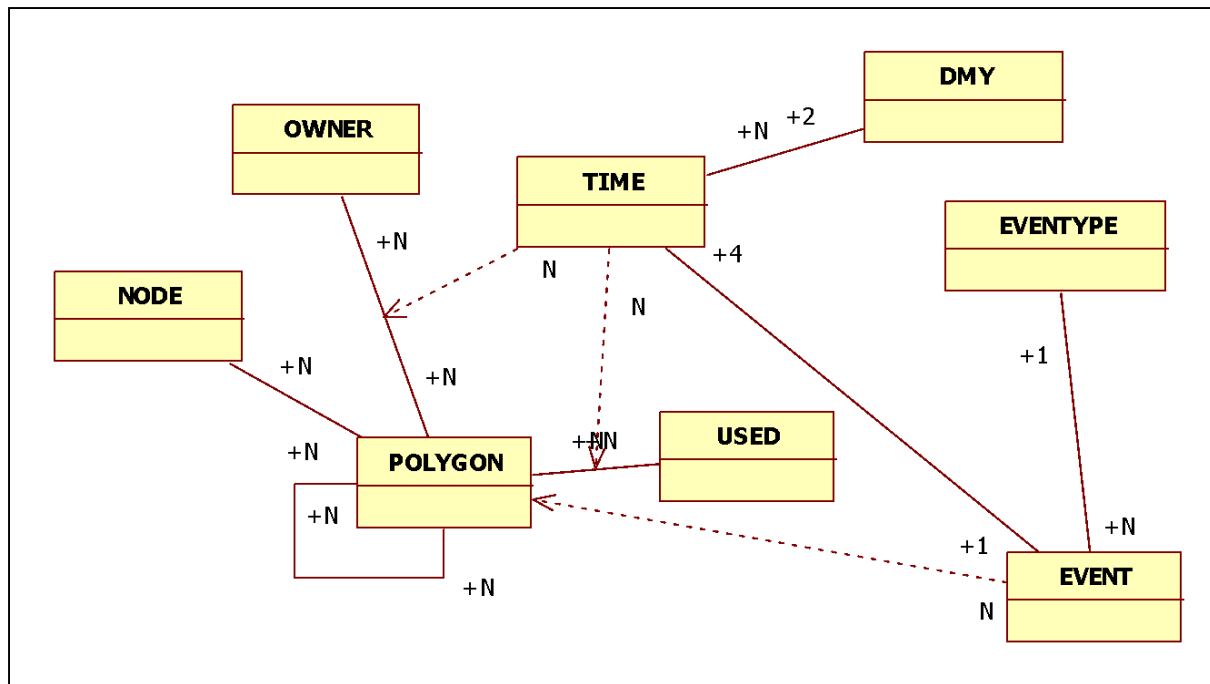 DMY
+2
+N
OWNER
TIME
EVENTYPE
+N
+4
N
NODE
N
+1
+N
+N
USED
+N
+N
+N
POLYGON
+N
+N
+1
+N
EVENT
N